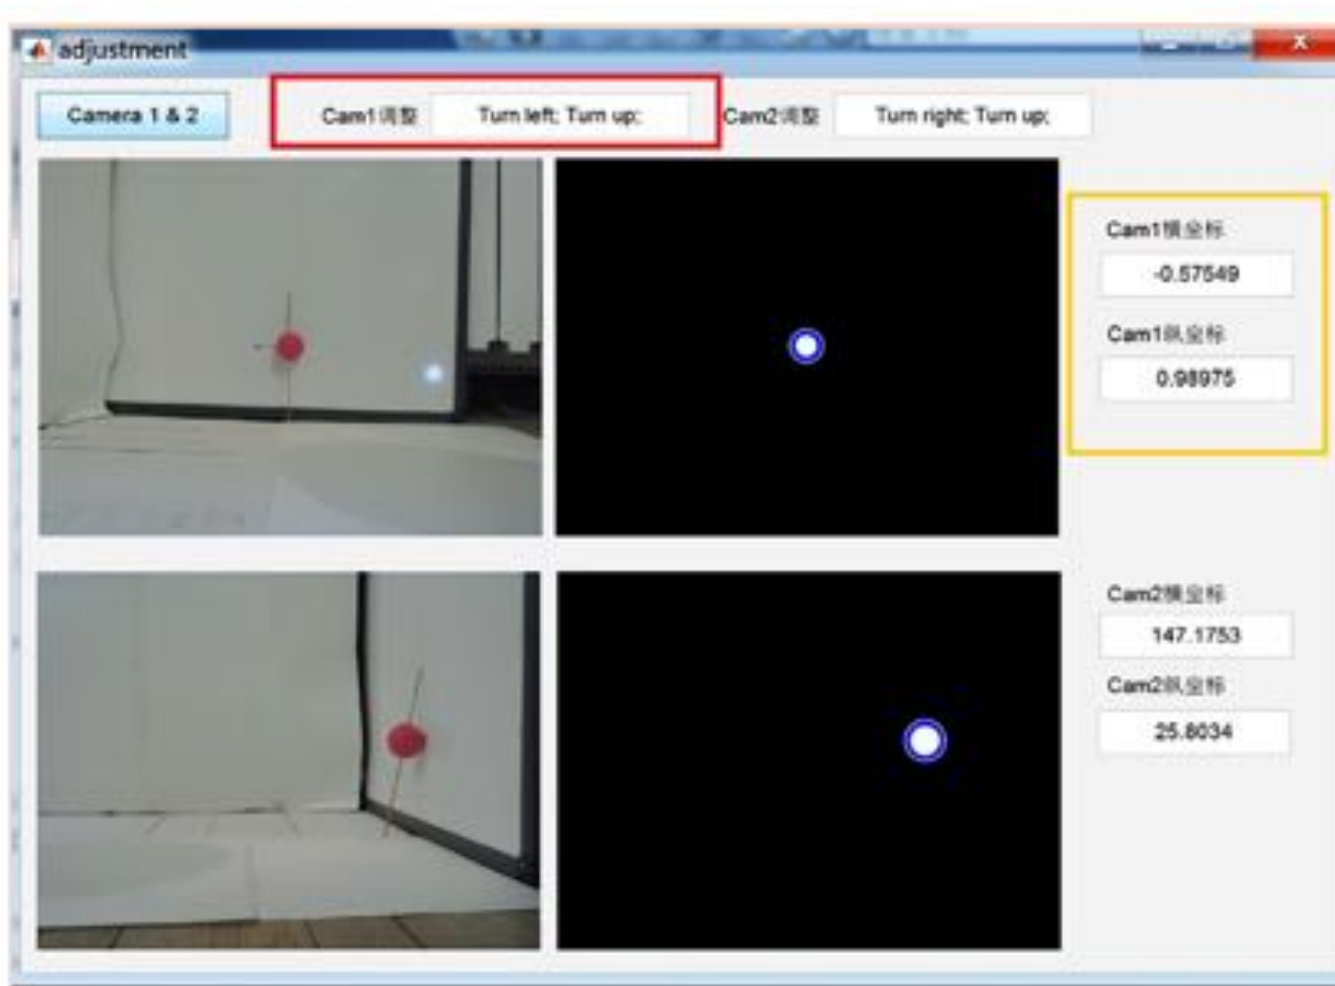 adjustment
Camera 1 & 2
Cam1调整
Turn left; Turn up;
Cam2调整
Turn right; Turn up;
Cam1横坐标
-0.57549
Cam1纵坐标
0.98975
Cam2横坐标
147.1753
Cam2纵坐标
25.8034